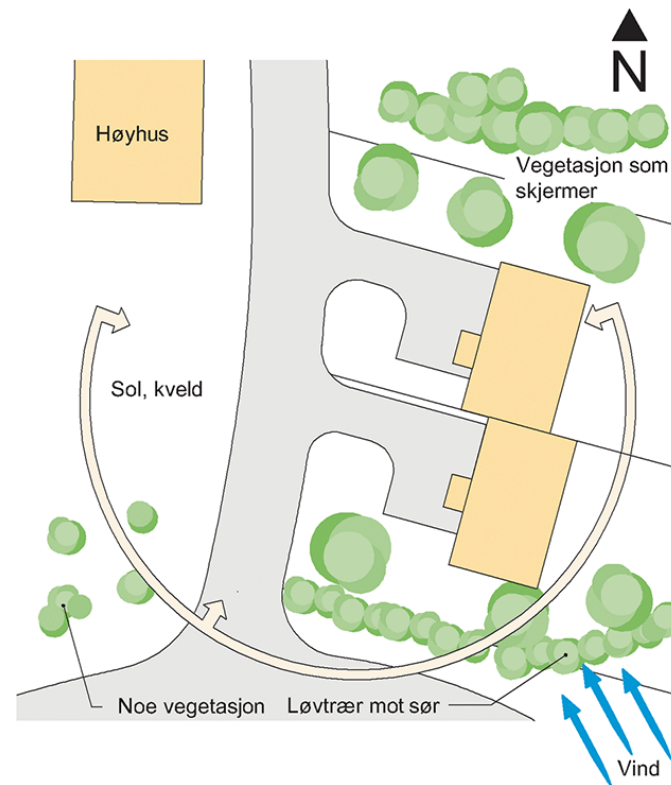 N
Høyhus
Vegetasjon som
skjermer
Sol, kveld
Noe vegetasjon
Løvtrær mot sør
Vind